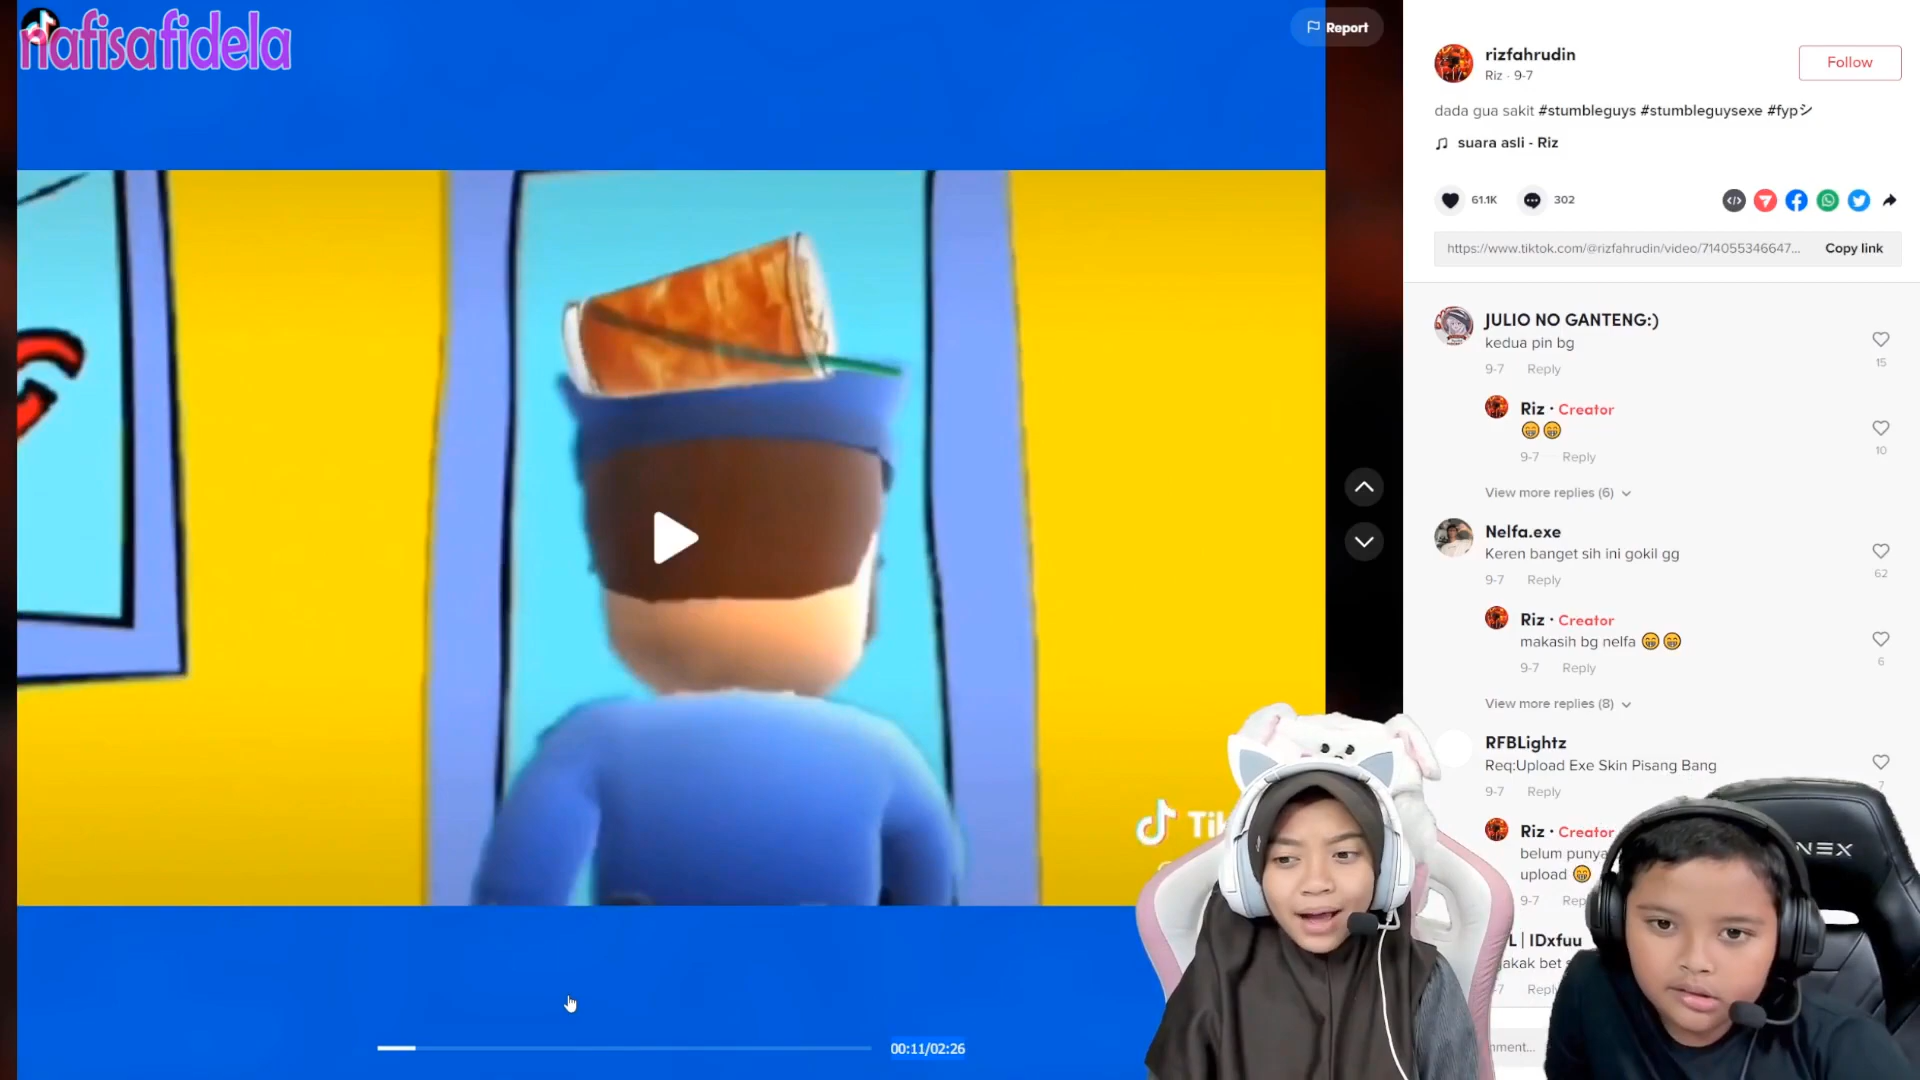 nafisafidela
Report
rizfahrudin
Riz · 9-7
Follow
dada gua sakit #stumbleguys #stumbleguysexe #fypシ
suara asli - Riz
61.1K
302
https://www.tiktok.com/@rizfahrudin/video/714055346647...
Copy link
JULIO NO GANTENG:)
kedua pin bg
15
9-7 Reply
Riz · Creator
😁😁
10
9-7 Reply
View more replies (6)
Nelfa.exe
Keren banget sih ini gokil gg
62
9-7 Reply
Riz · Creator
makasih bg nelfa 😁😁
6
9-7 Reply
View more replies (8)
RFBLightz
Req:Upload Exe Skin Pisang Bang
7
9-7 Reply
Riz · Creator
belum punya
upload 😁
9-7
IDxfuu
bet
00:11/02:26